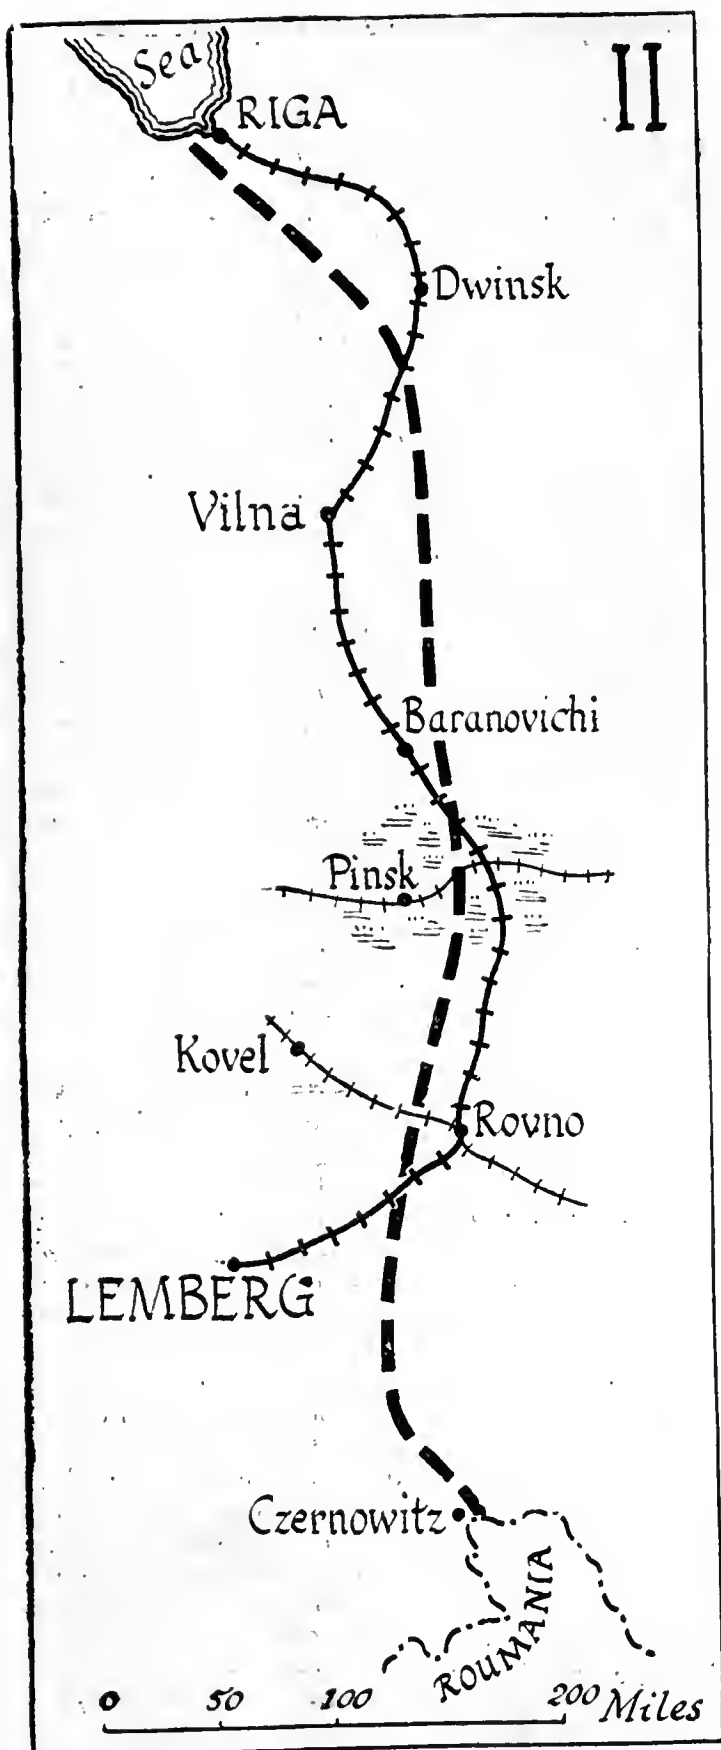 Sea
II
RIGA
Dwinsk
Vilna
Baranovichi
Pinsk
Kovel
Rovno
LEMBERG
Czernowitz
ROUMANIA
0 50 100 200 Miles